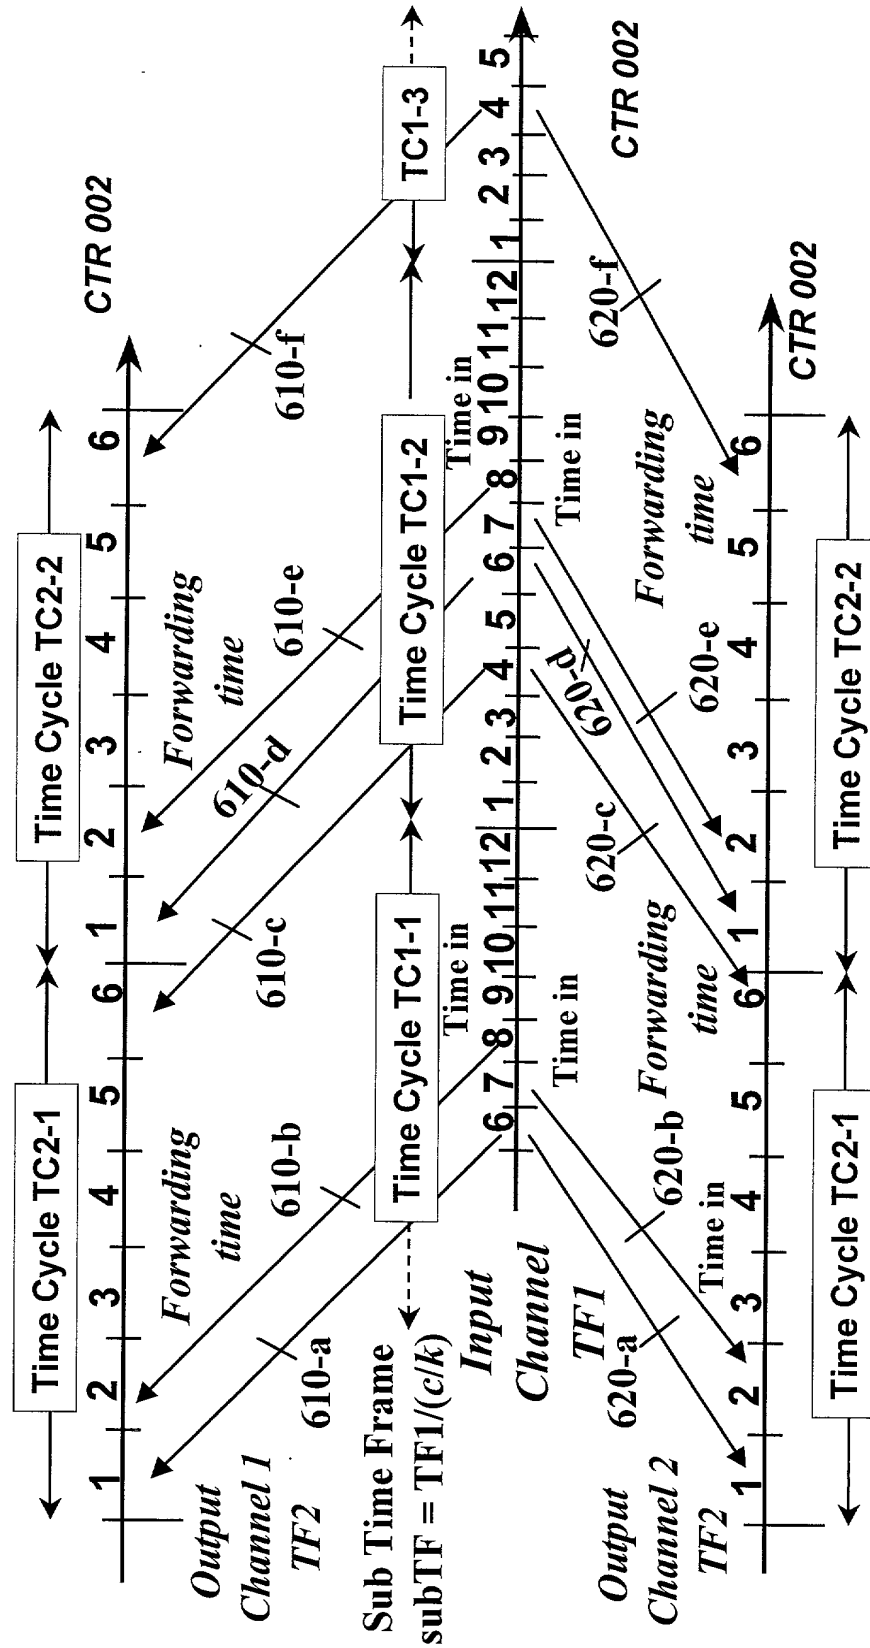 Time Cycle TC2-1
Time Cycle TC2-2
1 2 3 4 5 6 1 2 3 4 5 6
CTR 002
Output
Channel 1
TF2
Forwarding
time
Forwarding
time
610-a
610-b
610-c
610-d
610-e
610-f
Sub Time Frame
subTF = TF1/(c/k)
Time Cycle TC1-1
Time Cycle TC1-2
TC1-3
Time in
Time in
Input
Channel
TF1
6 7 8 9 10 11 12 1 2 3 4 5 6 7 8 9 10 11 12 1 2 3 4 5
CTR 002
Time in
Time in
620-a
620-b
620-c
620-d
620-e
620-f
Output
Channel 2
TF2
Time in
Forwarding
time
Forwarding
time
1 2 3 4 5 6 1 2 3 4 5 6
CTR 002
Time Cycle TC2-1
Time Cycle TC2-2